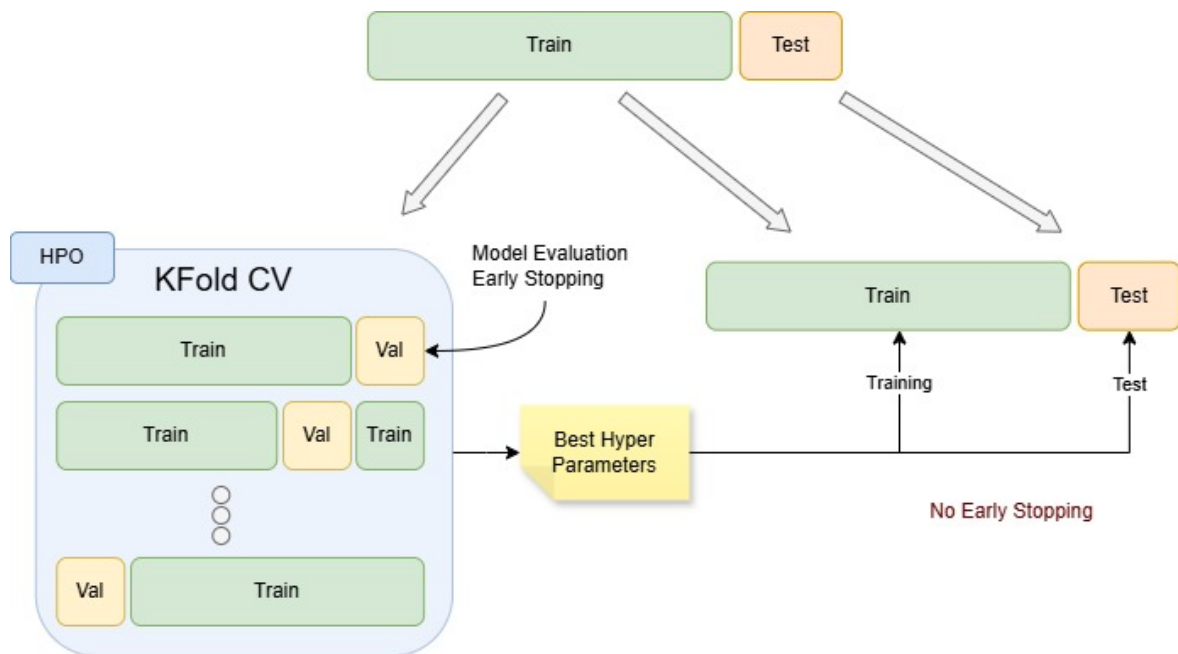 Train
Test
HPO
KFold CV
Model Evaluation
Early Stopping
Train
Val
Train
Val
Train
Val
Train
Best Hyper
Parameters
Train
Test
Training
Test
No Early Stopping